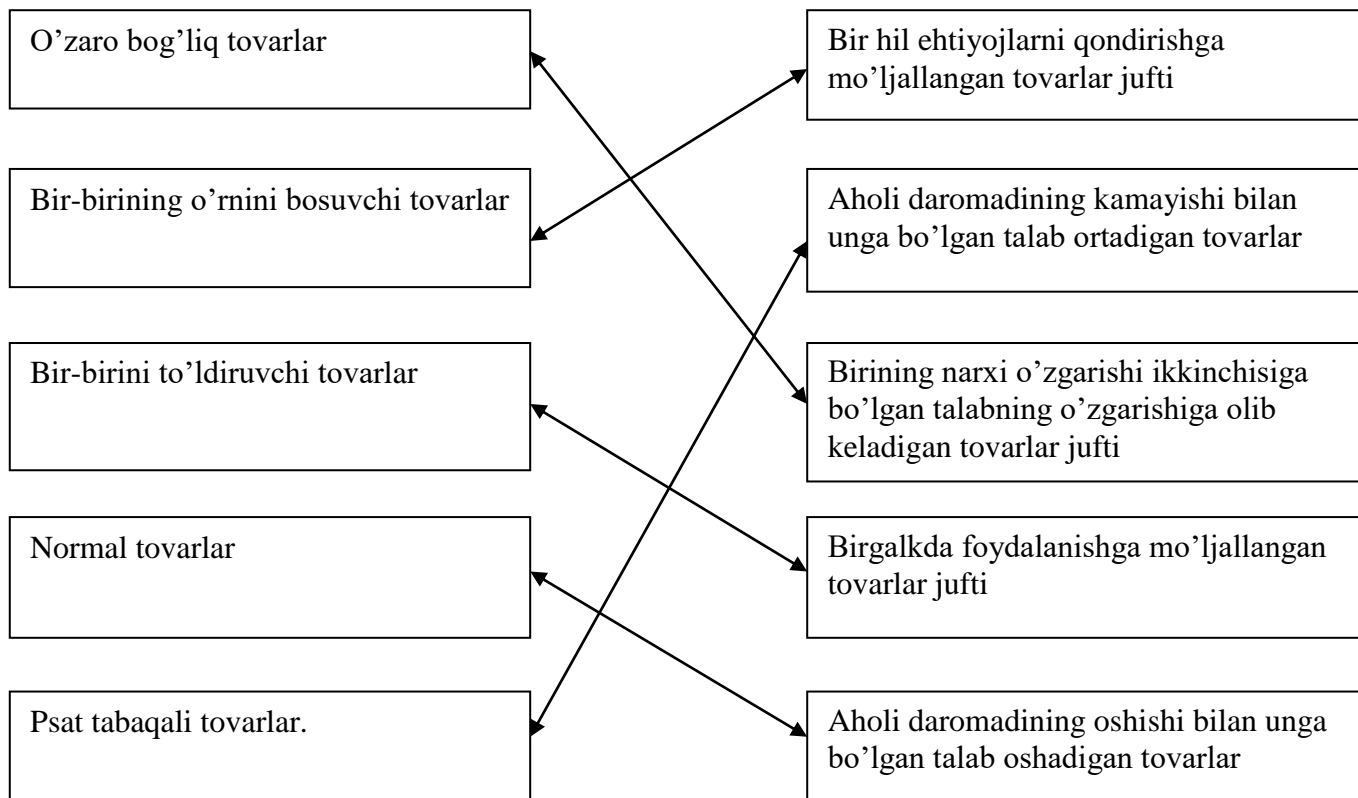 O’zaro bog’liq tovarlar
Bir hil ehtiyojlarni qondirishga
mo’ljallangan tovarlar jufti
Bir-birining o’rnini bosuvchi tovarlar
Aholi daromadining kamayishi bilan
unga bo’lgan talab ortadigan tovarlar
Bir-birini to’ldiruvchi tovarlar
Birining narxi o’zgarishi ikkinchisiga
bo’lgan talabning o’zgarishiga olib
keladigan tovarlar jufti
Normal tovarlar
Birgalkda foydalanishga mo’ljallangan
tovarlar jufti
Psat tabaqali tovarlar.
Aholi daromadining oshishi bilan unga
bo’lgan talab oshadigan tovarlar